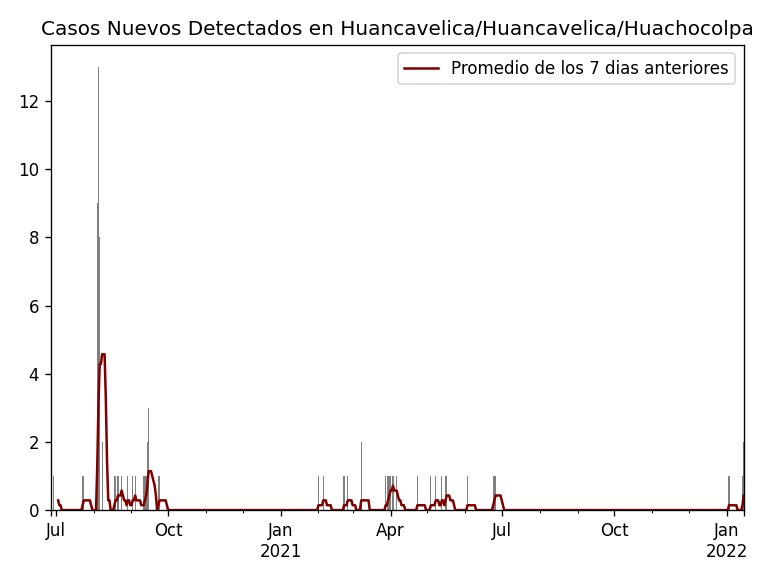 Casos Nuevos Detectados en Huancavelica/Huancavelica/Huachocolpa
Promedio de los 7 dias anteriores
12
10
8
6
4
2
0
Jul
Oct
Jan
2021
Apr
Jul
Oct
Jan
2022